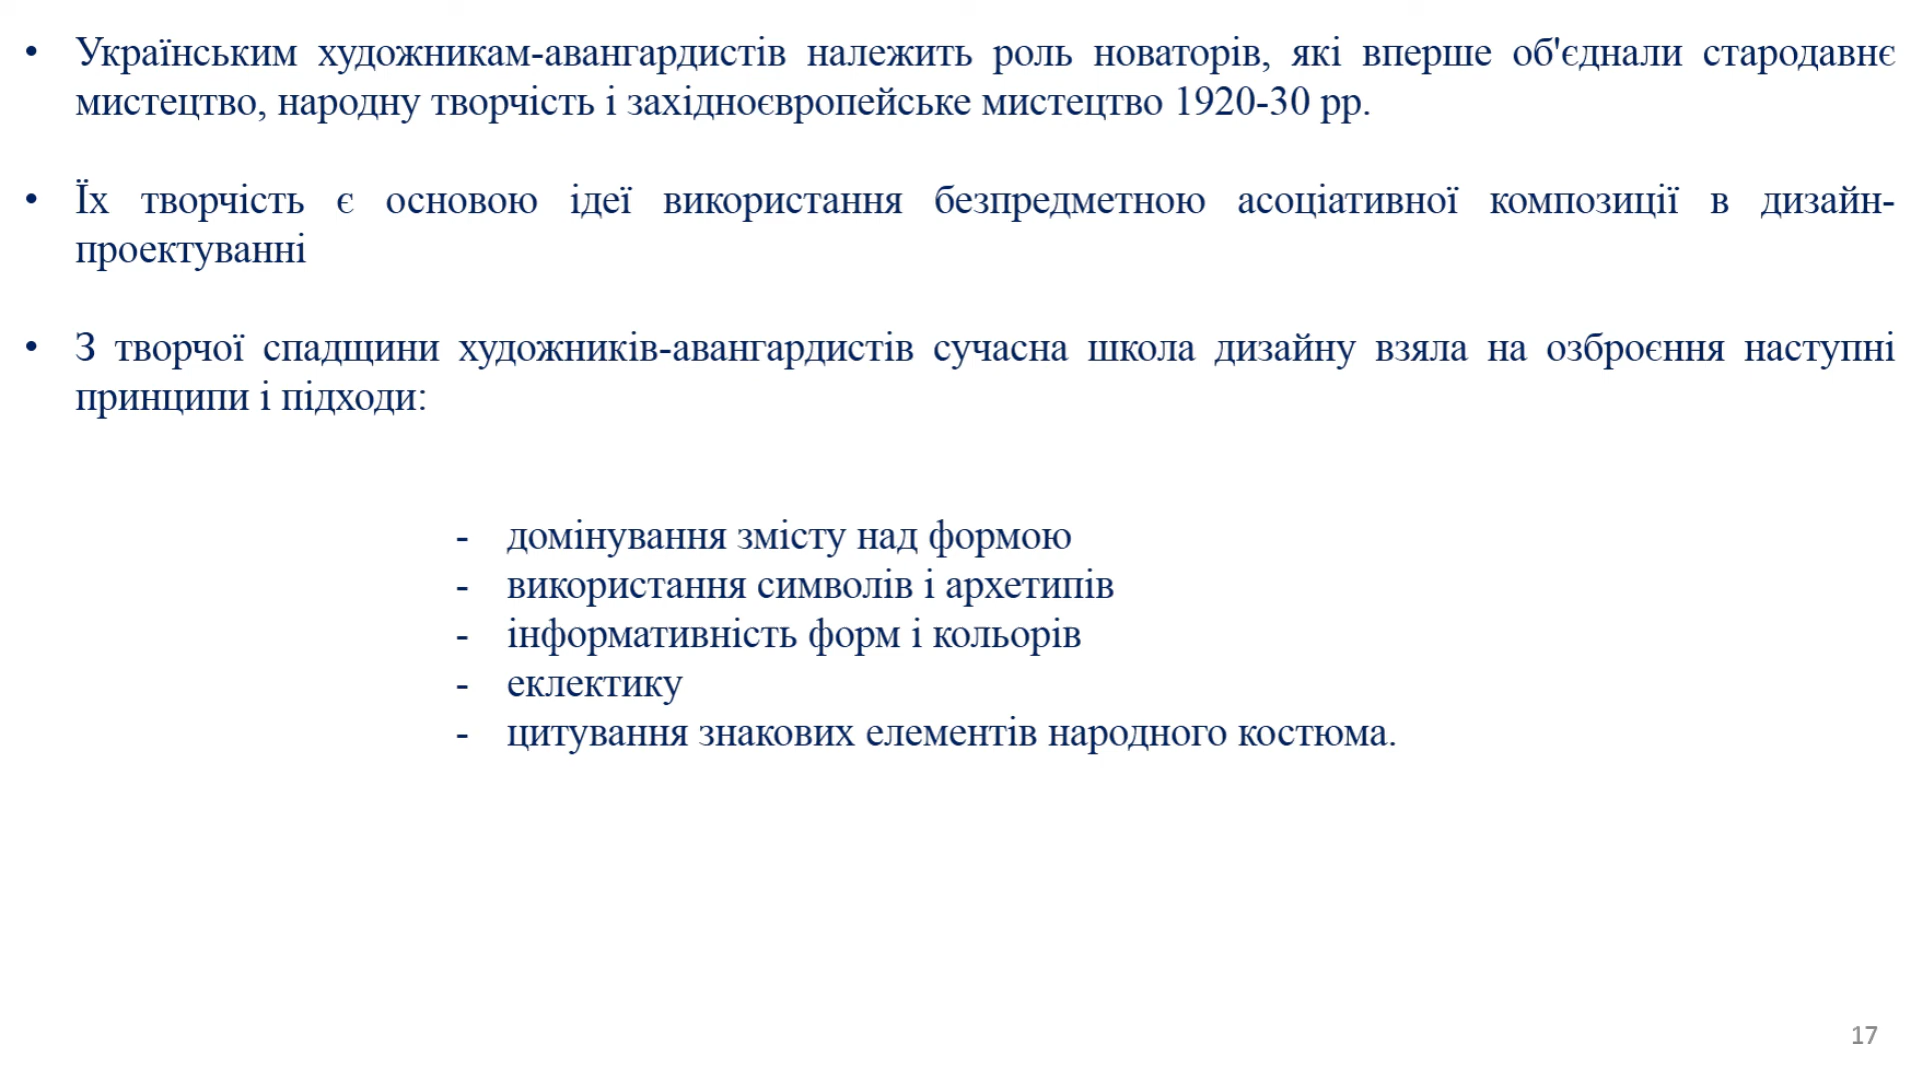 • Українським художникам-авангардистів належить роль новаторів, які вперше об'єднали стародавнє
мистецтво, народну творчість і західноєвропейське мистецтво 1920-30 рр.
• Їх творчість є основою ідеї використання безпредметною асоціативної композиції в дизайн-
проектуванні
• З творчої спадщини художників-авангардистів сучасна школа дизайну взяла на озброєння наступні
принципи і підходи:
- домінування змісту над формою
- використання символів і архетипів
- інформативність форм і кольорів
- еклектику
- цитування знакових елементів народного костюма.
17